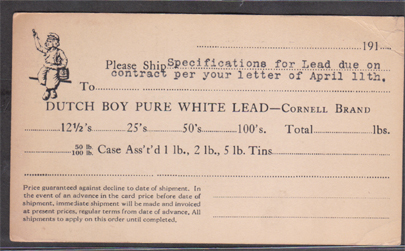 191
Please Ship Specifications for Lead due on
contract per your letter of April 11th.
To
DUTCH BOY PURE WHITE LEAD—CORNELL BRAND
12½'s 25's 50's 100's. Total lbs.
50 lb.
100 lb. Case Ass't'd 1 lb., 2 lb., 5 lb. Tins
Price guaranteed against decline to date of shipment. In
the event of an advance in the card price before date of
shipment, immediate shipment will be made and invoiced
at present prices, regular terms from date of advance. All
shipments to apply on this order until completed.